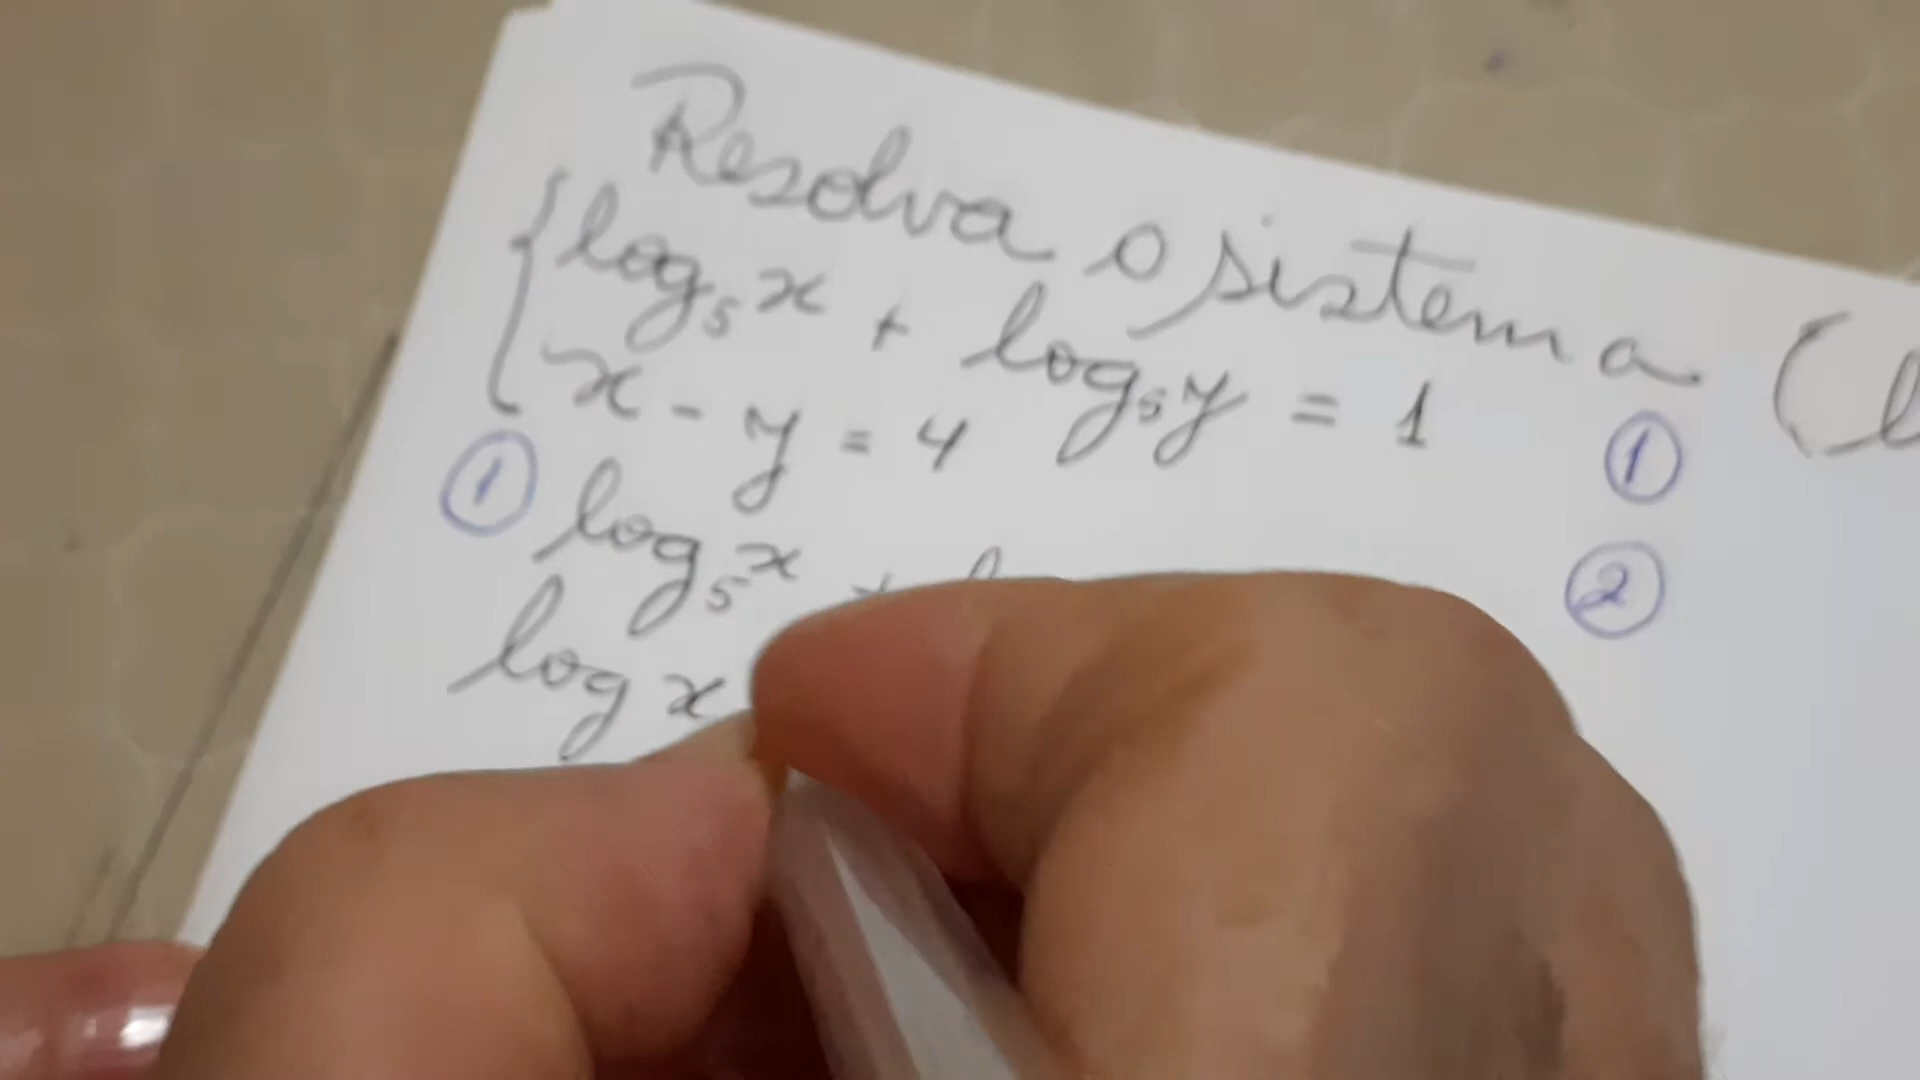 Resolva o sistema (
{ log₅x + log₅y = 1 ①
x - y = 4 ②
① log₅x +
log x